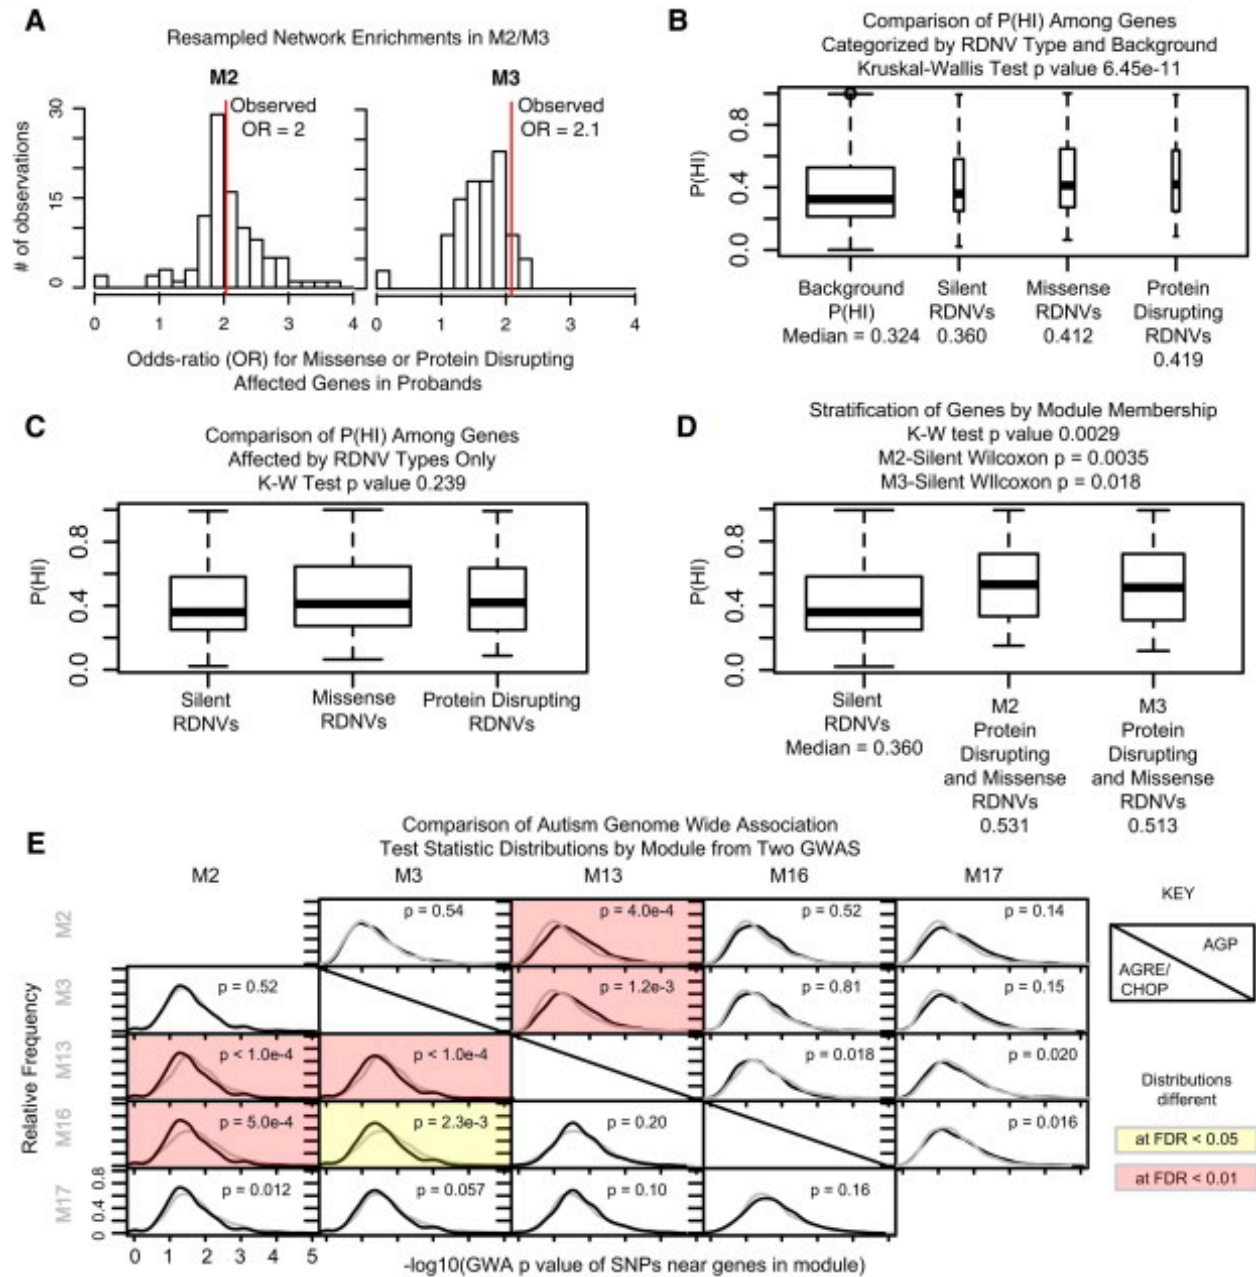 A
Resampled Network Enrichments in M2/M3
M2
M3
Observed
OR = 2
Observed
OR = 2.1
# of observations
30
15
0
0 1 2 3 4
0 1 2 3 4
Odds-ratio (OR) for Missense or Protein Disrupting
Affected Genes in Probands
B
Comparison of P(HI) Among Genes
Categorized by RDNV Type and Background
Kruskal-Wallis Test p value 6.45e-11
P(HI)
0.8
0.4
0.0
Background
P(HI)
Median = 0.324
Silent
RDNVs
0.360
Missense
RDNVs
0.412
Protein
Disrupting
RDNVs
0.419
C
Comparison of P(HI) Among Genes
Affected by RDNV Types Only
K-W Test p value 0.239
P(HI)
0.8
0.4
0.0
Silent
RDNVs
Missense
RDNVs
Protein Disrupting
RDNVs
D
Stratification of Genes by Module Membership
K-W test p value 0.0029
M2-Silent Wilcoxon p = 0.0035
M3-Silent WIlcoxon p = 0.018
P(HI)
0.8
0.4
0.0
Silent
RDNVs
Median = 0.360
M2
Protein
Disrupting
and Missense
RDNVs
0.531
M3
Protein
Disrupting
and Missense
RDNVs
0.513
E
Comparison of Autism Genome Wide Association
Test Statistic Distributions by Module from Two GWAS
M2 M3 M13 M16 M17
M2
p = 0.54
p = 4.0e-4
p = 0.52
p = 0.14
M3
p = 0.52
p = 1.2e-3
p = 0.81
p = 0.15
M13
p < 1.0e-4
p < 1.0e-4
p = 0.018
p = 0.020
M16
p = 5.0e-4
p = 2.3e-3
p = 0.20
p = 0.016
M17
p = 0.012
p = 0.057
p = 0.10
p = 0.16
Relative Frequency
0.8
0.4
0
0 1 2 3 4 5
-log10(GWA p value of SNPs near genes in module)
KEY
AGP
AGRE/
CHOP
Distributions
different
at FDR < 0.05
at FDR < 0.01